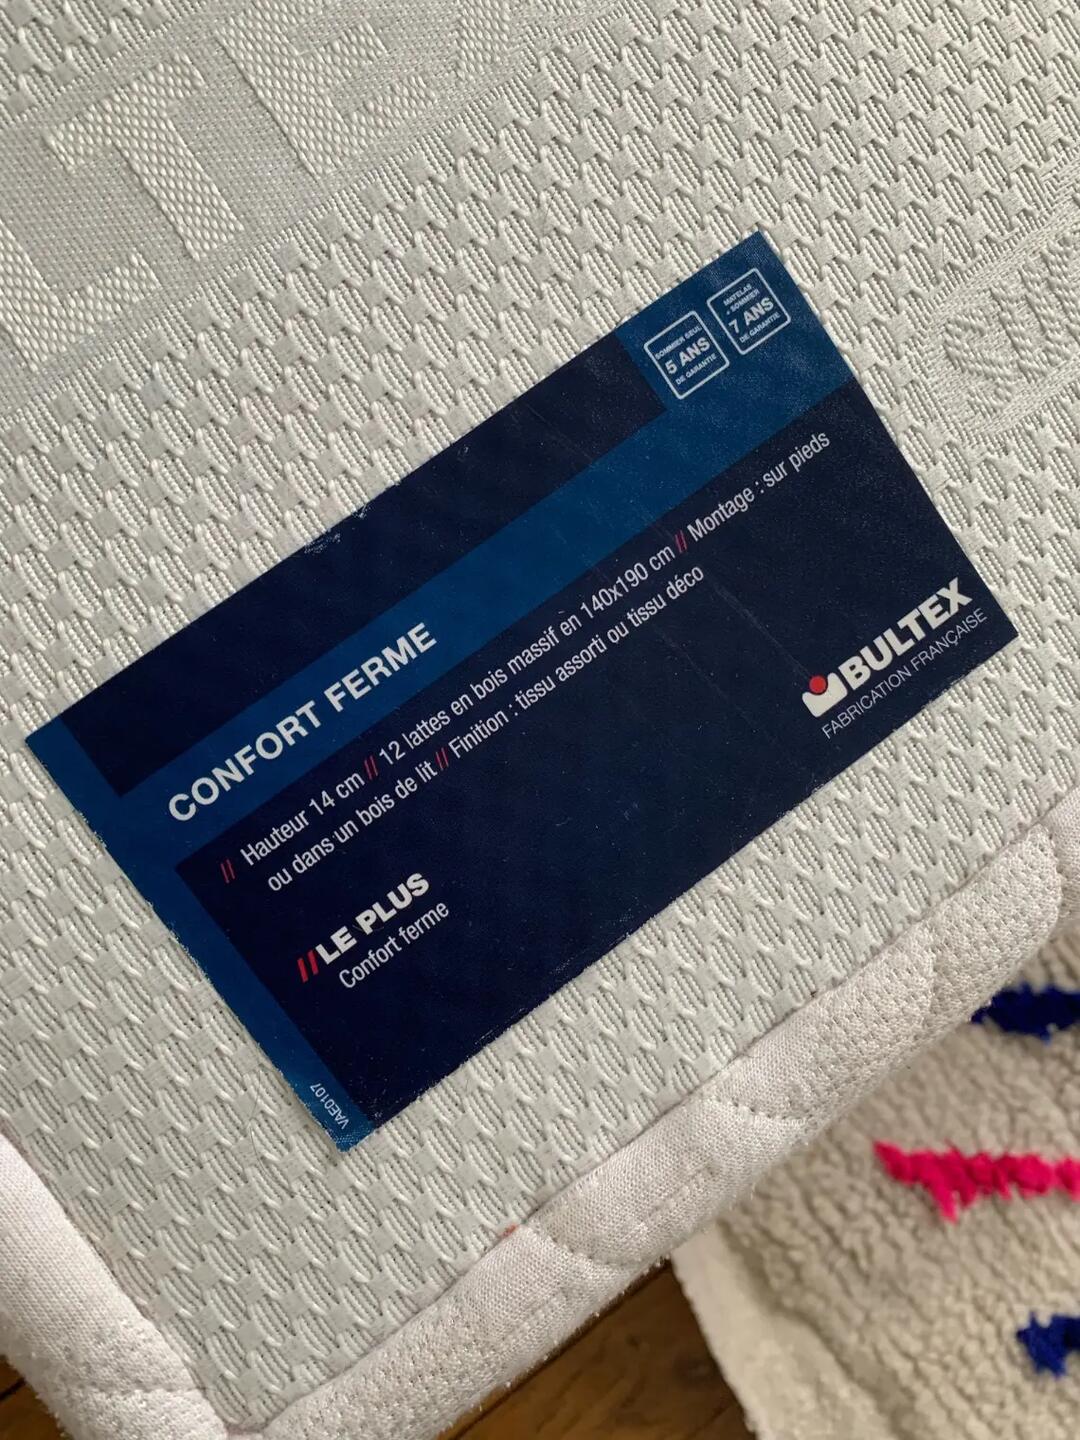 LTEX
SOMMIER SEUL
5 ANS
DE GARANTIE
MATELAS
+ SOMMIER
7 ANS
DE GARANTIE
CONFORT FERME
// Hauteur 14 cm // 12 lattes en bois massif en 140x190 cm // Montage : sur pieds
ou dans un bois de lit // Finition : tissu assorti ou tissu déco
//LE PLUS
Confort ferme
BULTEX
FABRICATION FRANÇAISE
VAE0107